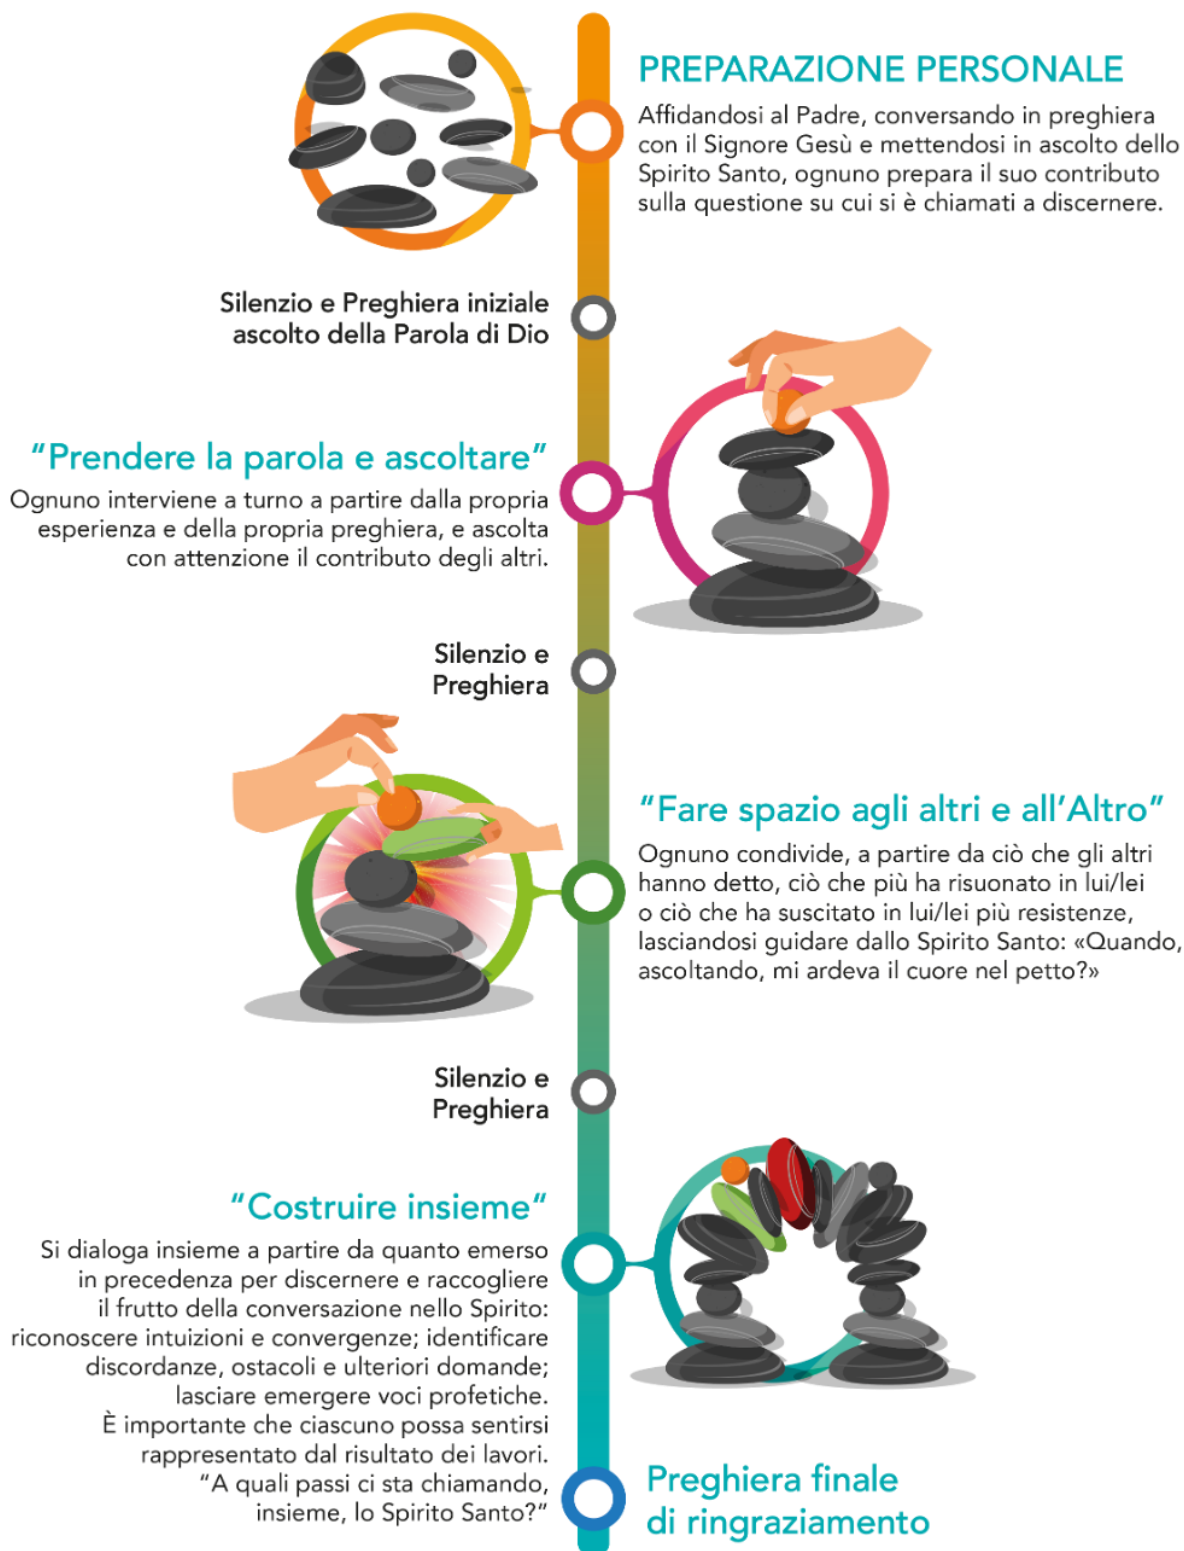 PREPARAZIONE PERSONALE
Affidandosi al Padre, conversando in preghiera
con il Signore Gesù e mettendosi in ascolto dello
Spirito Santo, ognuno prepara il suo contributo
sulla questione su cui si è chiamati a discernere.
Silenzio e Preghiera iniziale
ascolto della Parola di Dio
“Prendere la parola e ascoltare”
Ognuno interviene a turno a partire dalla propria
esperienza e della propria preghiera, e ascolta
con attenzione il contributo degli altri.
Silenzio e
Preghiera
“Fare spazio agli altri e all’Altro”
Ognuno condivide, a partire da ciò che gli altri
hanno detto, ciò che più ha risuonato in lui/lei
o ciò che ha suscitato in lui/lei più resistenze,
lasciandosi guidare dallo Spirito Santo: «Quando,
ascoltando, mi ardeva il cuore nel petto?»
Silenzio e
Preghiera
“Costruire insieme“
Si dialoga insieme a partire da quanto emerso
in precedenza per discernere e raccogliere
il frutto della conversazione nello Spirito:
riconoscere intuizioni e convergenze; identificare
discordanze, ostacoli e ulteriori domande;
lasciare emergere voci profetiche.
È importante che ciascuno possa sentirsi
rappresentato dal risultato dei lavori.
“A quali passi ci sta chiamando,
insieme, lo Spirito Santo?”
Preghiera finale
di ringraziamento